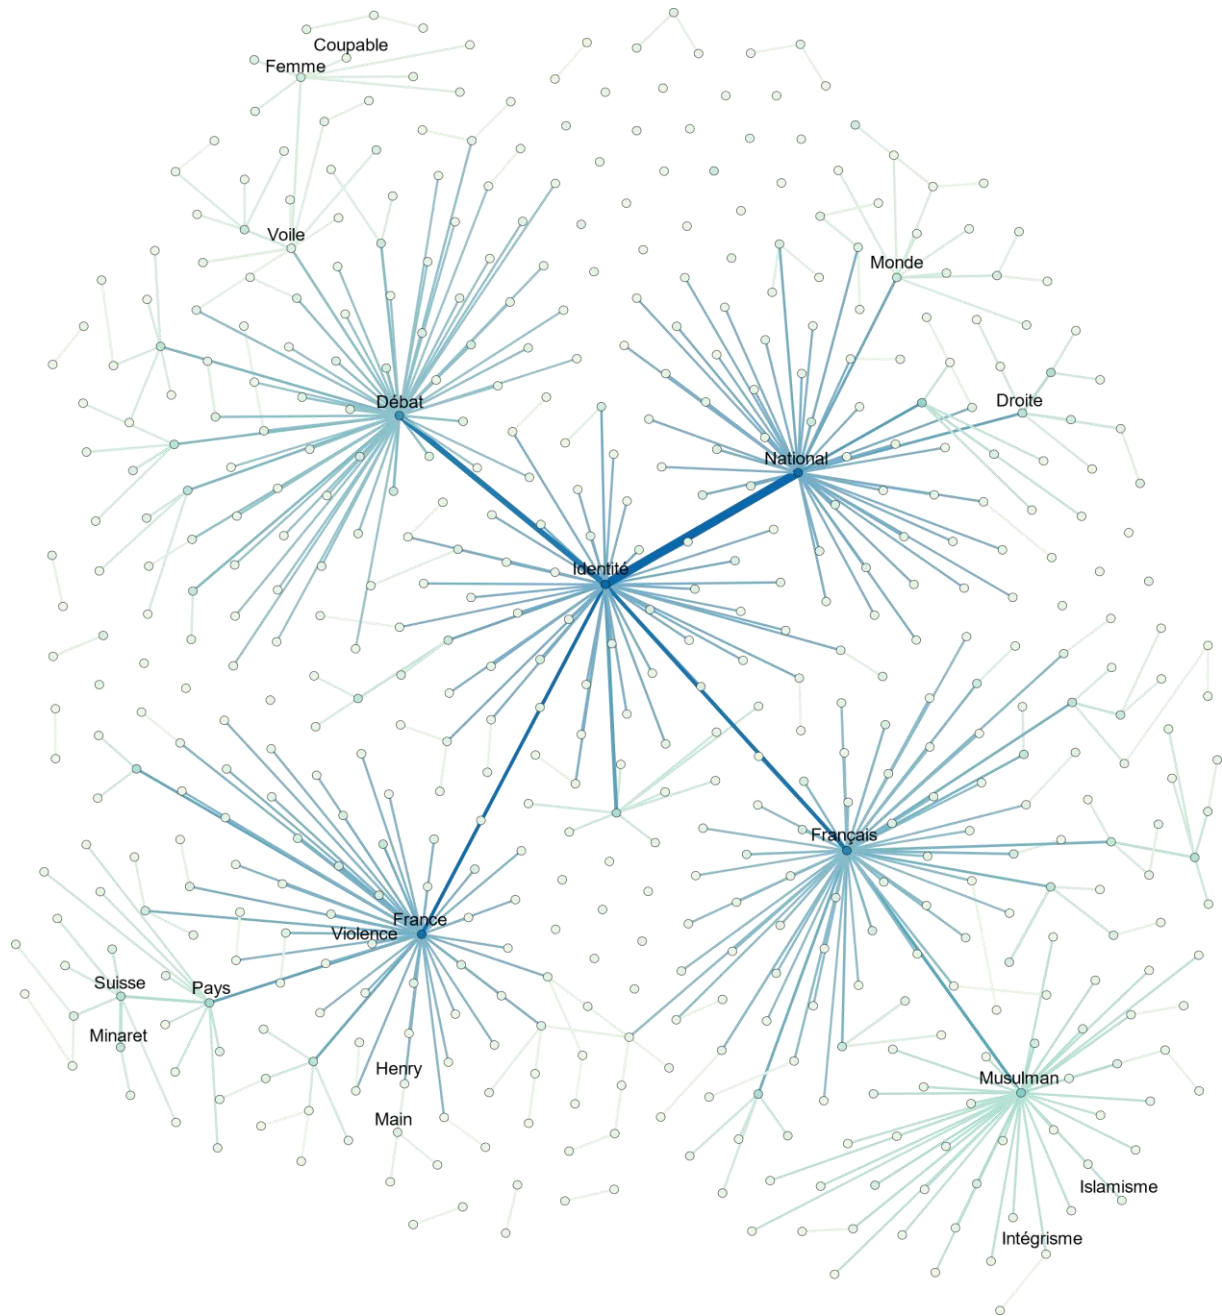 Coupable
Femme
Voile
Monde
Débat
Droite
National
Identité
Français
France
Violence
Suisse
Pays
Minaret
Henry
Musulman
Main
Islamisme
Intégrisme